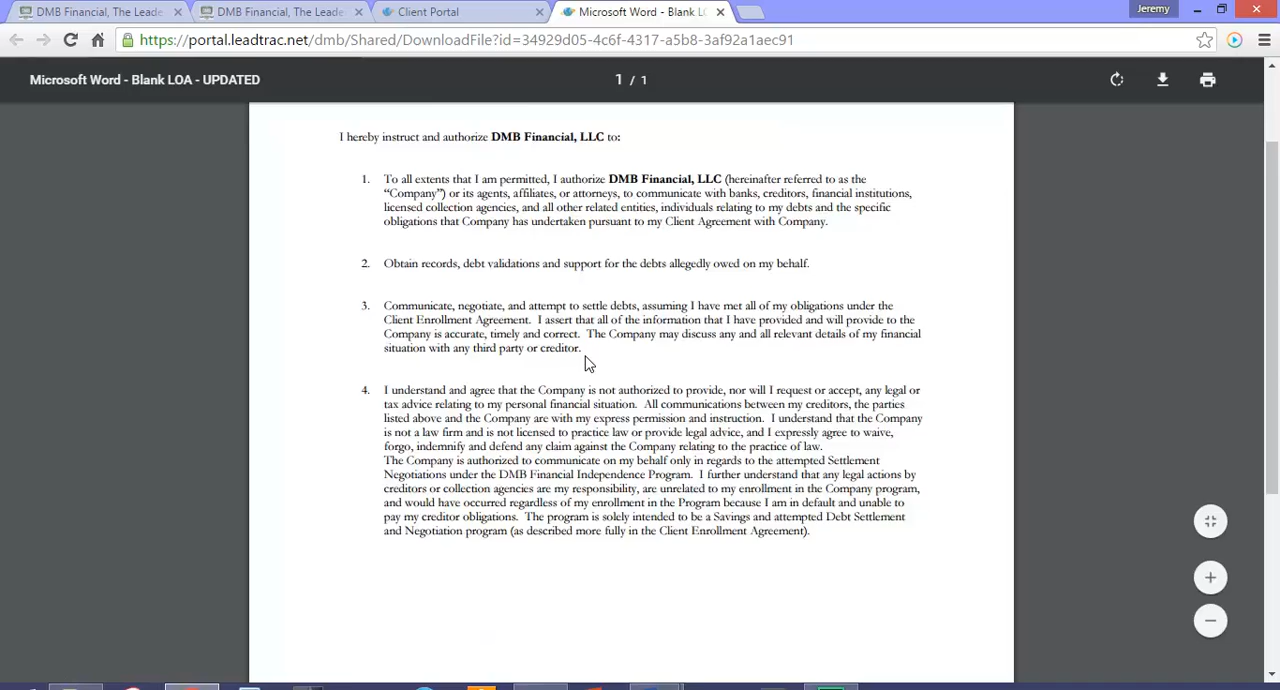 DMB Financial, The Leade
DMB Financial, The Leade
Client Portal
Microsoft Word - Blank LO
Jeremy
https://portal.leadtrac.net/dmb/Shared/DownloadFile?id=34929d05-4c6f-4317-a5b8-3af92a1aec91
Microsoft Word - Blank LOA - UPDATED
1 / 1
I hereby instruct and authorize DMB Financial, LLC to:
1. To all extents that I am permitted, I authorize DMB Financial, LLC (hereinafter referred to as the
“Company”) or its agents, affiliates, or attorneys, to communicate with banks, creditors, financial institutions,
licensed collection agencies, and all other related entities, individuals relating to my debts and the specific
obligations that Company has undertaken pursuant to my Client Agreement with Company.
2. Obtain records, debt validations and support for the debts allegedly owed on my behalf.
3. Communicate, negotiate, and attempt to settle debts, assuming I have met all of my obligations under the
Client Enrollment Agreement. I assert that all of the information that I have provided and will provide to the
Company is accurate, timely and correct. The Company may discuss any and all relevant details of my financial
situation with any third party or creditor.
4. I understand and agree that the Company is not authorized to provide, nor will I request or accept, any legal or
tax advice relating to my personal financial situation. All communications between my creditors, the parties
listed above and the Company are with my express permission and instruction. I understand that the Company
is not a law firm and is not licensed to practice law or provide legal advice, and I expressly agree to waive,
forgo, indemnify and defend any claim against the Company relating to the practice of law.
The Company is authorized to communicate on my behalf only in regards to the attempted Settlement
Negotiations under the DMB Financial Independence Program. I further understand that any legal actions by
creditors or collection agencies are my responsibility, are unrelated to my enrollment in the Company program,
and would have occurred regardless of my enrollment in the Program because I am in default and unable to
pay my creditor obligations. The program is solely intended to be a Savings and attempted Debt Settlement
and Negotiation program (as described more fully in the Client Enrollment Agreement).